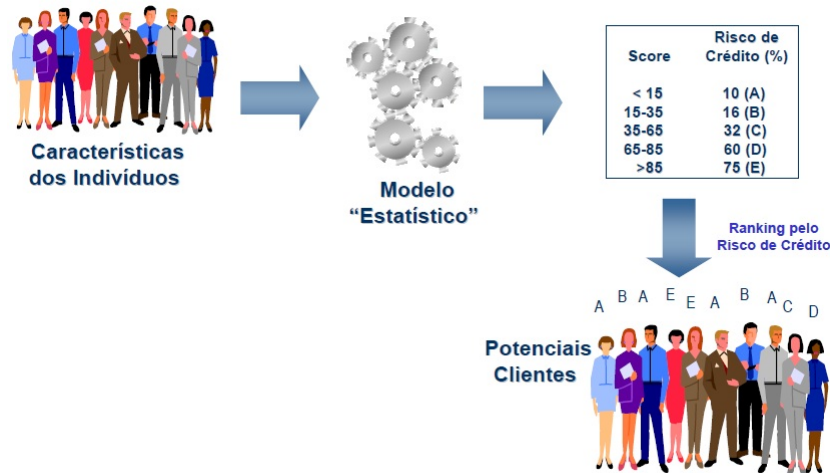 Características
dos Indivíduos
Modelo
“Estatístico”
Score Risco de
Crédito (%)
< 15 10 (A)
15-35 16 (B)
35-65 32 (C)
65-85 60 (D)
>85 75 (E)
Ranking pelo
Risco de Crédito
A B A E E A B A C D
Potenciais
Clientes